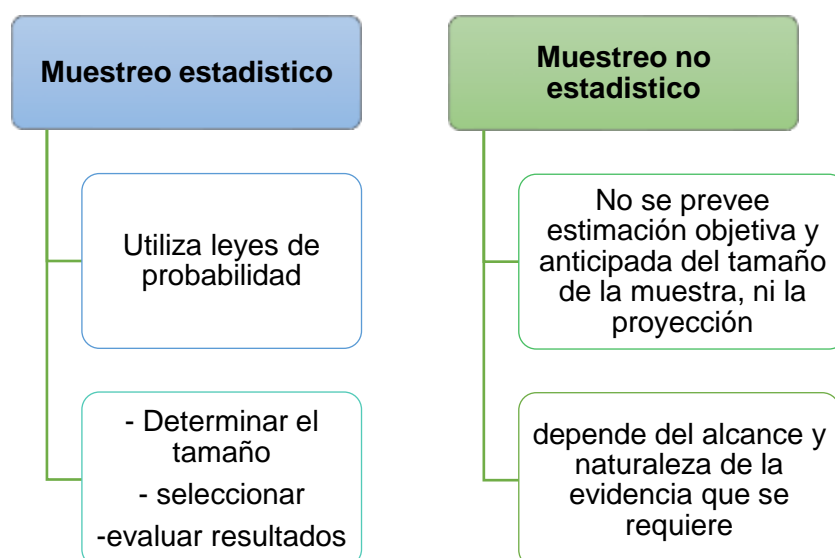 Muestreo estadistico
Utiliza leyes de
probabilidad
- Determinar el
tamaño
- seleccionar
-evaluar resultados
Muestreo no
estadistico
No se prevee
estimación objetiva y
anticipada del tamaño
de la muestra, ni la
proyección
depende del alcance y
naturaleza de la
evidencia que se
requiere